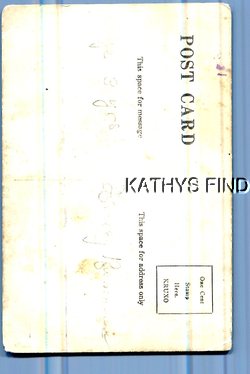 POST CARD
This space for message
This space for address only
One Cent
Stamp
Here.
KRUXO
KATHYS FIND